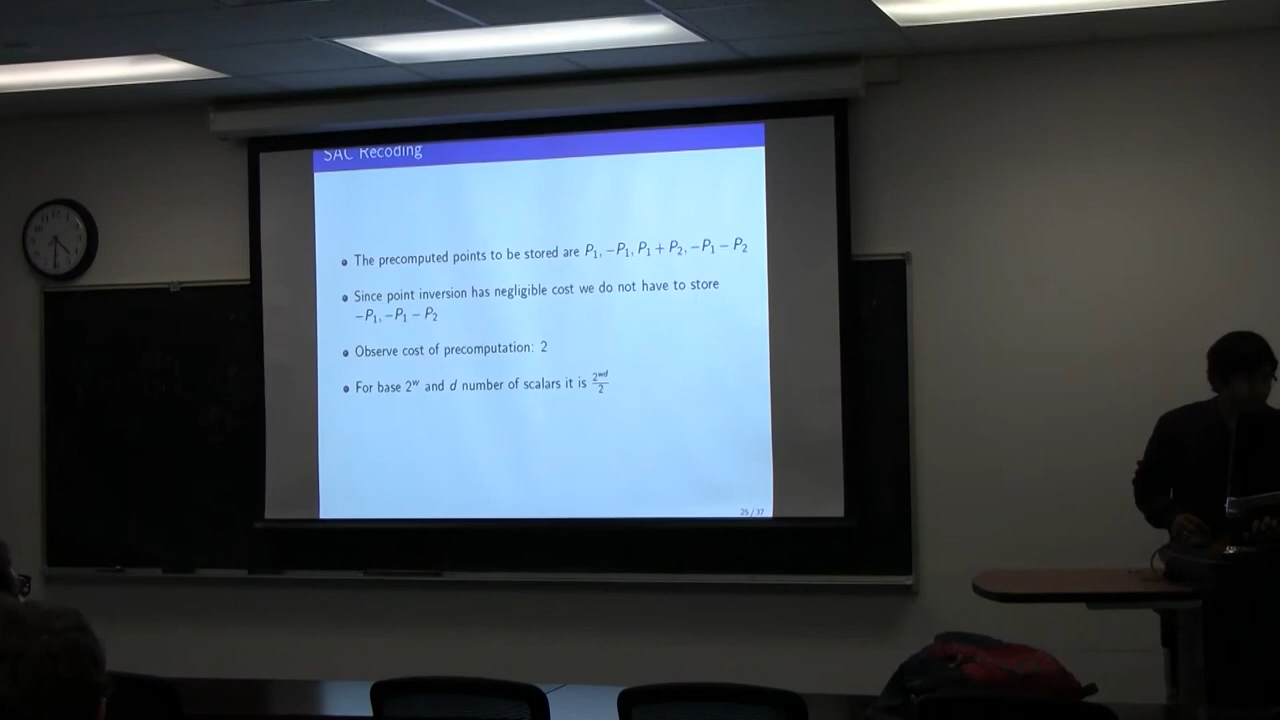 SAC Recoding
The precomputed points to be stored are P₁, −P₁, P₁ + P₂, −P₁ − P₂
Since point inversion has negligible cost we do not have to store
−P₁, −P₁ − P₂
Observe cost of precomputation: 2
For base 2^w and d number of scalars it is 2^{wd}/2
25 / 37